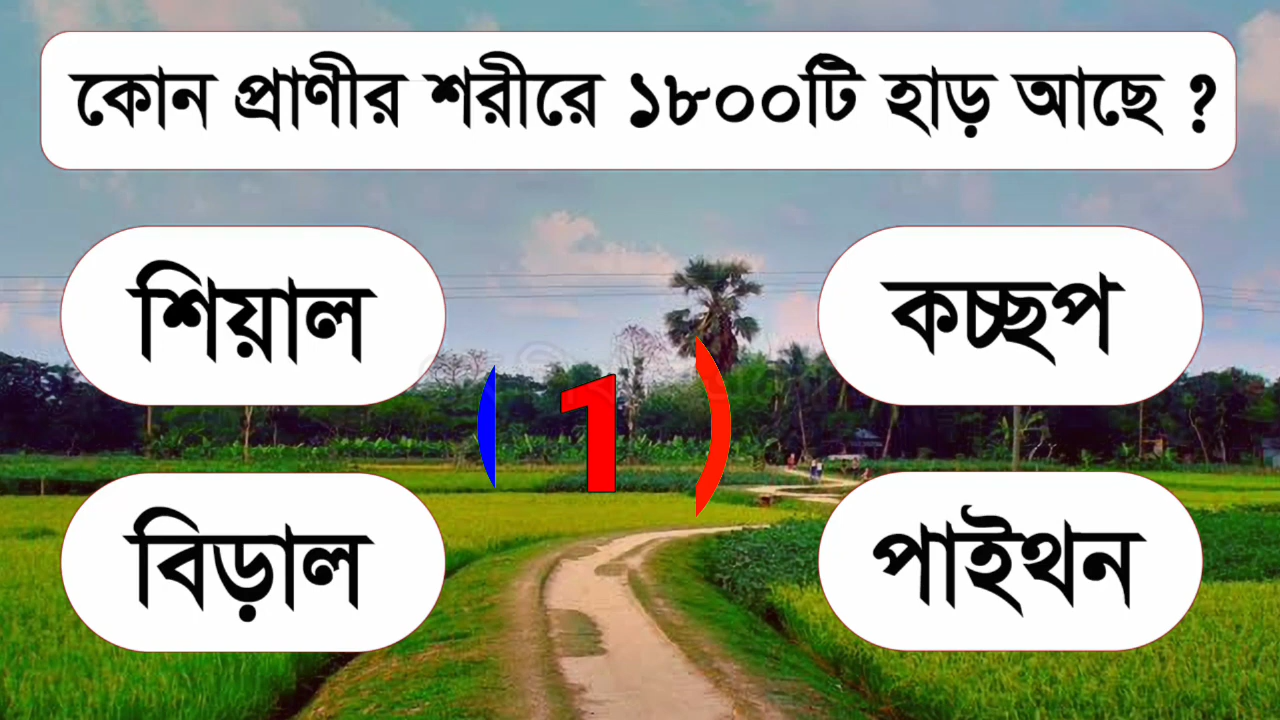 কোন প্রাণীর শরীরে ১৮০০টি হাড় আছে ?
শিয়াল
কচ্ছপ
1
বিড়াল
পাইথন